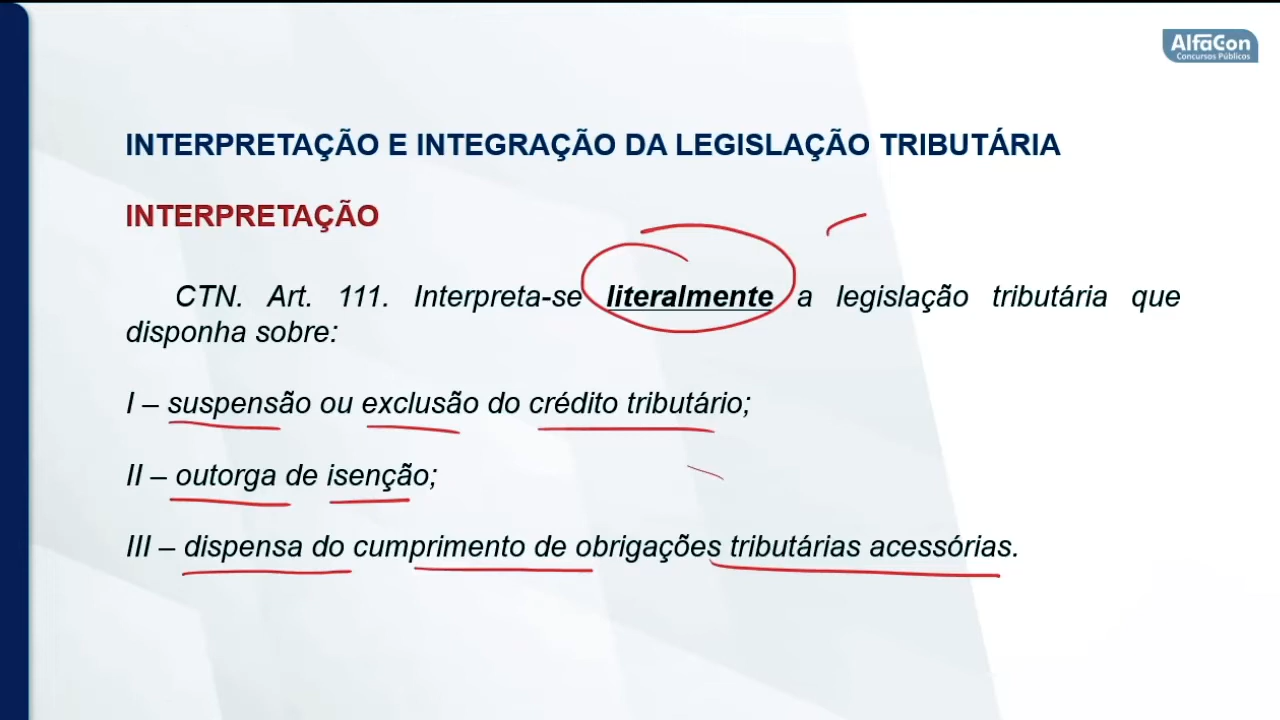 AlfaCon
Concursos Públicos
INTERPRETAÇÃO E INTEGRAÇÃO DA LEGISLAÇÃO TRIBUTÁRIA
INTERPRETAÇÃO
CTN. Art. 111. Interpreta-se literalmente a legislação tributária que
disponha sobre:
I – suspensão ou exclusão do crédito tributário;
II – outorga de isenção;
III – dispensa do cumprimento de obrigações tributárias acessórias.